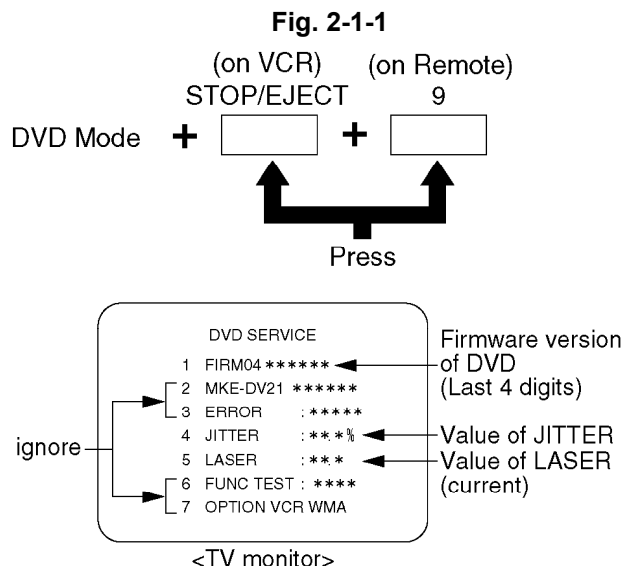 Fig. 2-1-1
(on VCR) (on Remote)
STOP/EJECT 9
DVD Mode + +
Press
DVD SERVICE
1 FIRM04 ******
2 MKE-DV21 ******
3 ERROR : *****
4 JITTER : **.*%
5 LASER : **.*
6 FUNC TEST : ****
7 OPTION VCR WMA
ignore
Firmware version
of DVD
(Last 4 digits)
Value of JITTER
Value of LASER
(current)
<TV monitor>